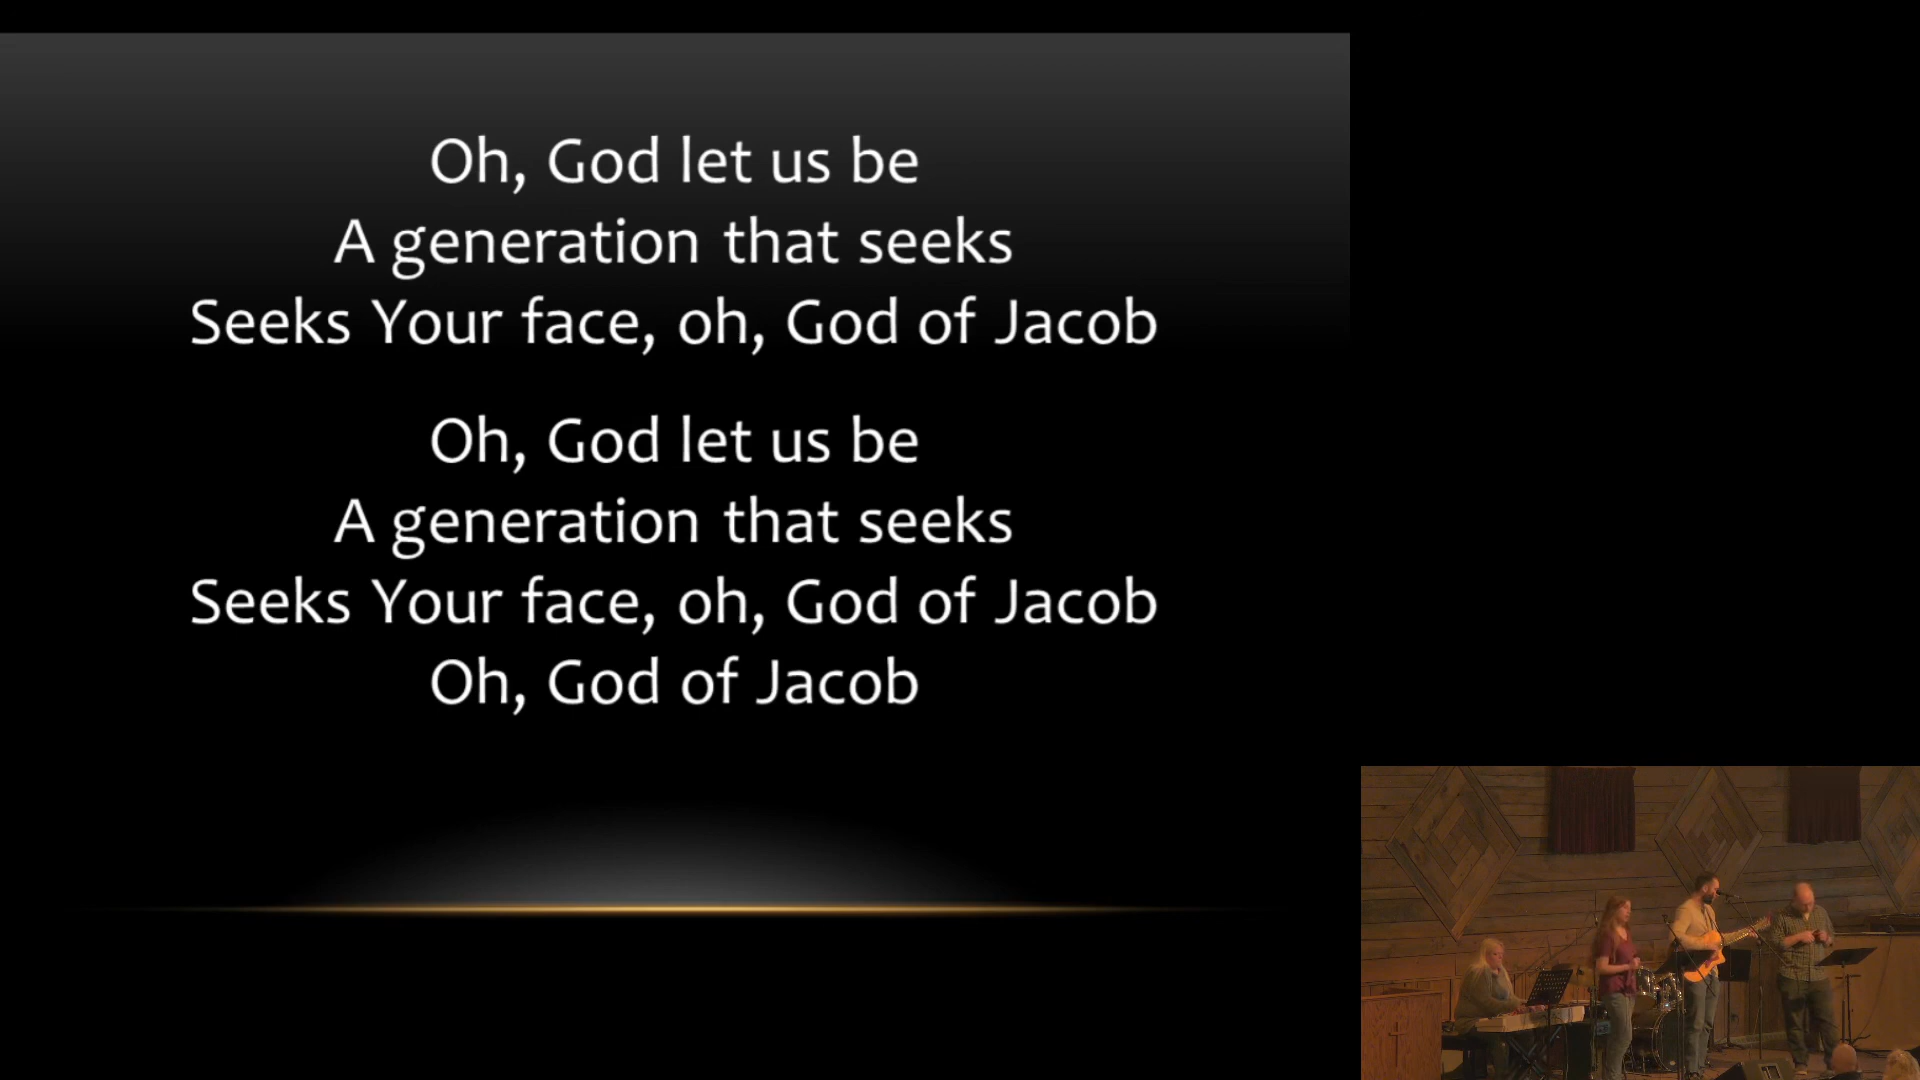 Oh, God let us be
A generation that seeks
Seeks Your face, oh, God of Jacob
Oh, God let us be
A generation that seeks
Seeks Your face, oh, God of Jacob
Oh, God of Jacob